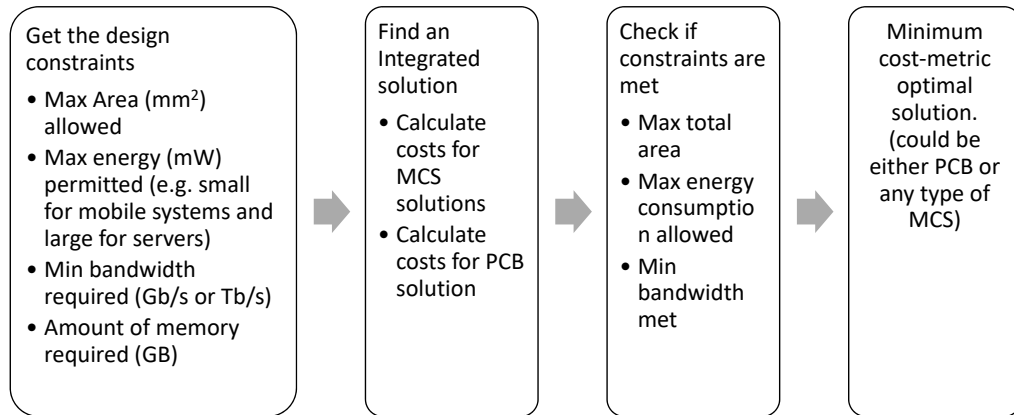 Get the design
constraints
• Max Area (mm²)
allowed
• Max energy (mW)
permitted (e.g. small
for mobile systems and
large for servers)
• Min bandwidth
required (Gb/s or Tb/s)
• Amount of memory
required (GB)
Find an
Integrated
solution
• Calculate
costs for
MCS
solutions
• Calculate
costs for PCB
solution
Check if
constraints are
met
• Max total
area
• Max energy
consumptio
n allowed
• Min
bandwidth
met
Minimum
cost-metric
optimal
solution.
(could be
either PCB or
any type of
MCS)